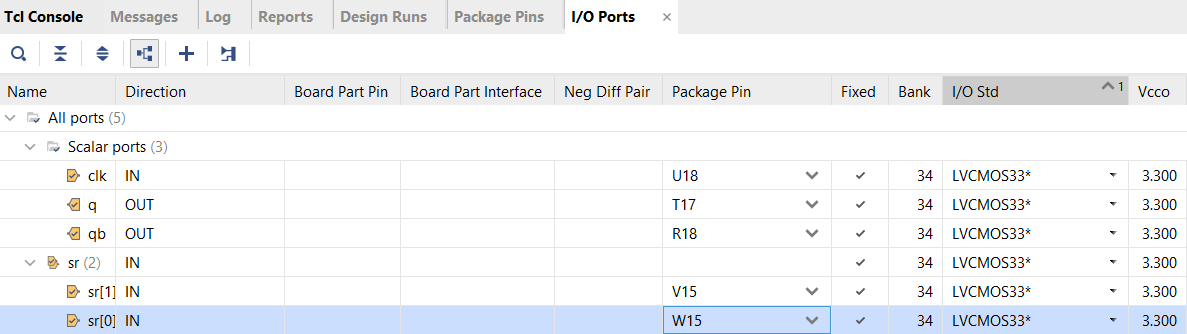 Tcl Console Messages Log Reports Design Runs Package Pins I/O Ports ×
Name Direction Board Part Pin Board Part Interface Neg Diff Pair Package Pin Fixed Bank I/O Std 1 Vcco
All ports (5)
Scalar ports (3)
clk IN U18 34 LVCMOS33* 3.300
q OUT T17 34 LVCMOS33* 3.300
qb OUT R18 34 LVCMOS33* 3.300
sr (2) IN 34 LVCMOS33* 3.300
sr[1] IN V15 34 LVCMOS33* 3.300
sr[0] IN W15 34 LVCMOS33* 3.300